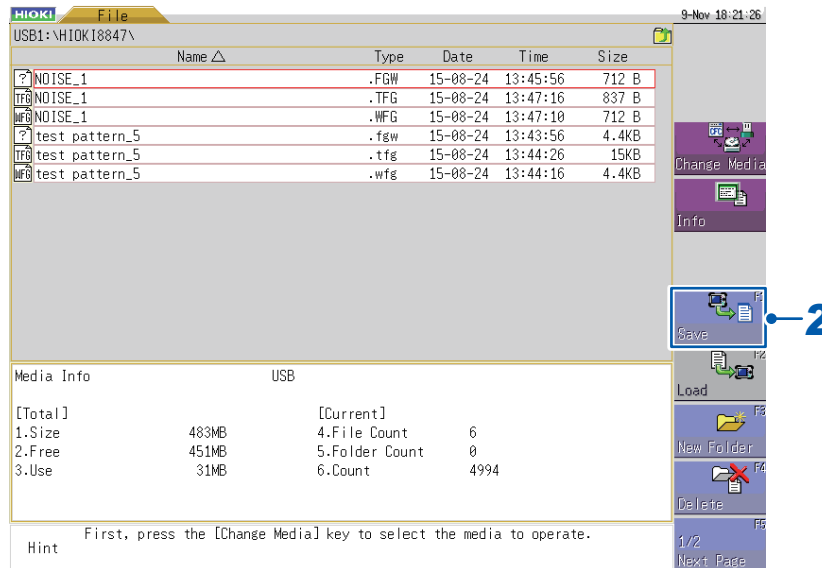 HIOKI File 9-Nov 18:21:26
USB1:\HIOKI8847\
Name Type Date Time Size
? NOISE_1 .FGW 15-08-24 13:45:56 712 B
TFG NOISE_1 .TFG 15-08-24 13:47:16 837 B
WFG NOISE_1 .WFG 15-08-24 13:47:10 712 B
? test pattern_5 .fgw 15-08-24 13:43:56 4.4KB
TFG test pattern_5 .tfg 15-08-24 13:44:26 15KB
WFG test pattern_5 .wfg 15-08-24 13:44:16 4.4KB
CFC
Change Media
Info
F1
Save
2
F2
Load
F3
New Folder
F4
Delete
F5
1/2
Next Page
Media Info USB
[Total] [Current]
1.Size 483MB 4.File Count 6
2.Free 451MB 5.Folder Count 0
3.Use 31MB 6.Count 4994
First, press the [Change Media] key to select the media to operate.
Hint